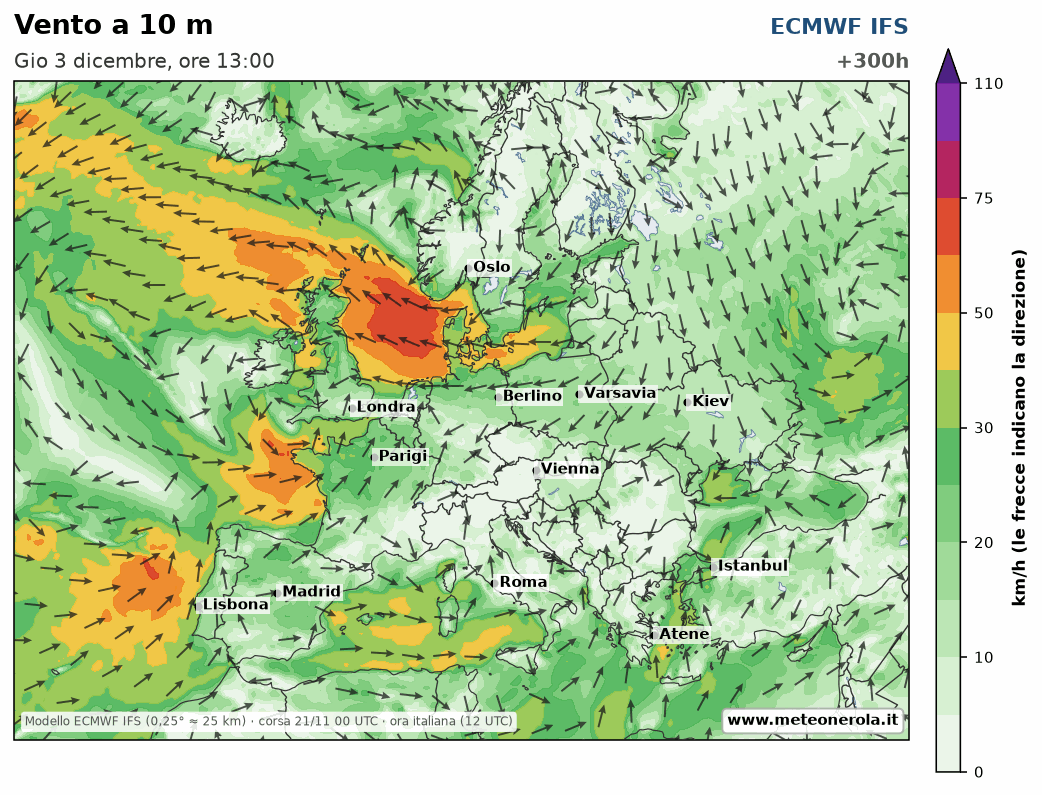 Vento a 10 m
ECMWF IFS
Gio 3 dicembre, ore 13:00
+300h
110
75
50
30
20
10
0
km/h (le frecce indicano la direzione)
Oslo
Berlino
Varsavia
Kiev
Londra
Parigi
Vienna
Istanbul
Roma
Madrid
Lisbona
Atene
Modello ECMWF IFS (0,25° ≈ 25 km) · corsa 21/11 00 UTC · ora italiana (12 UTC)
www.meteonerola.it